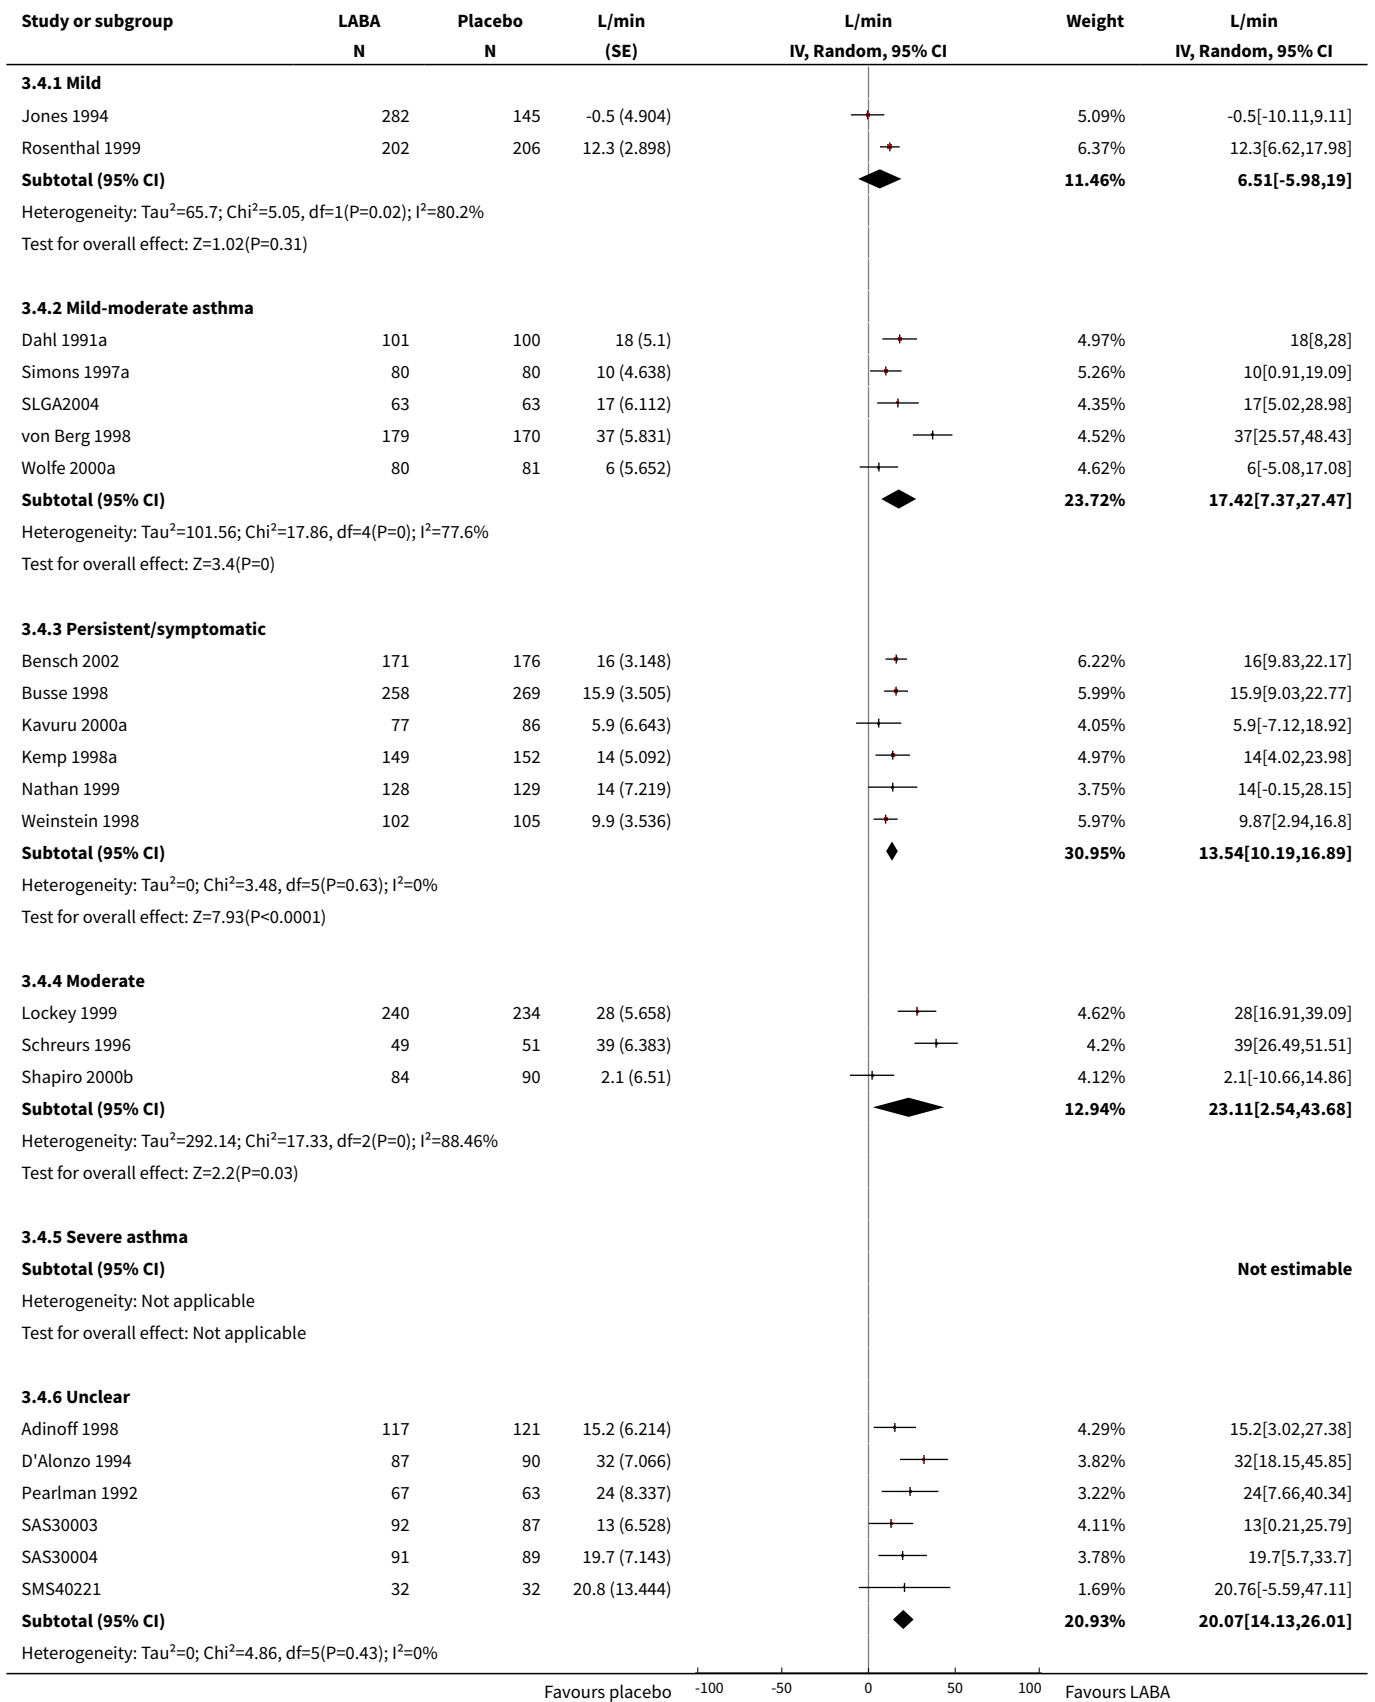 Study or subgroup LABA Placebo L/min L/min Weight L/min
N N (SE) IV, Random, 95% CI IV, Random, 95% CI
3.4.1 Mild
Jones 1994 282 145 -0.5 (4.904) 5.09% -0.5[-10.11,9.11]
Rosenthal 1999 202 206 12.3 (2.898) 6.37% 12.3[6.62,17.98]
Subtotal (95% CI) 11.46% 6.51[-5.98,19]
Heterogeneity: Tau²=65.7; Chi²=5.05, df=1(P=0.02); I²=80.2%
Test for overall effect: Z=1.02(P=0.31)
3.4.2 Mild-moderate asthma
Dahl 1991a 101 100 18 (5.1) 4.97% 18[8,28]
Simons 1997a 80 80 10 (4.638) 5.26% 10[0.91,19.09]
SLGA2004 63 63 17 (6.112) 4.35% 17[5.02,28.98]
von Berg 1998 179 170 37 (5.831) 4.52% 37[25.57,48.43]
Wolfe 2000a 80 81 6 (5.652) 4.62% 6[-5.08,17.08]
Subtotal (95% CI) 23.72% 17.42[7.37,27.47]
Heterogeneity: Tau²=101.56; Chi²=17.86, df=4(P=0); I²=77.6%
Test for overall effect: Z=3.4(P=0)
3.4.3 Persistent/symptomatic
Bensch 2002 171 176 16 (3.148) 6.22% 16[9.83,22.17]
Busse 1998 258 269 15.9 (3.505) 5.99% 15.9[9.03,22.77]
Kavuru 2000a 77 86 5.9 (6.643) 4.05% 5.9[-7.12,18.92]
Kemp 1998a 149 152 14 (5.092) 4.97% 14[4.02,23.98]
Nathan 1999 128 129 14 (7.219) 3.75% 14[-0.15,28.15]
Weinstein 1998 102 105 9.9 (3.536) 5.97% 9.87[2.94,16.8]
Subtotal (95% CI) 30.95% 13.54[10.19,16.89]
Heterogeneity: Tau²=0; Chi²=3.48, df=5(P=0.63); I²=0%
Test for overall effect: Z=7.93(P<0.0001)
3.4.4 Moderate
Lockey 1999 240 234 28 (5.658) 4.62% 28[16.91,39.09]
Schreurs 1996 49 51 39 (6.383) 4.2% 39[26.49,51.51]
Shapiro 2000b 84 90 2.1 (6.51) 4.12% 2.1[-10.66,14.86]
Subtotal (95% CI) 12.94% 23.11[2.54,43.68]
Heterogeneity: Tau²=292.14; Chi²=17.33, df=2(P=0); I²=88.46%
Test for overall effect: Z=2.2(P=0.03)
3.4.5 Severe asthma
Subtotal (95% CI) Not estimable
Heterogeneity: Not applicable
Test for overall effect: Not applicable
3.4.6 Unclear
Adinoff 1998 117 121 15.2 (6.214) 4.29% 15.2[3.02,27.38]
D'Alonzo 1994 87 90 32 (7.066) 3.82% 32[18.15,45.85]
Pearlman 1992 67 63 24 (8.337) 3.22% 24[7.66,40.34]
SAS30003 92 87 13 (6.528) 4.11% 13[0.21,25.79]
SAS30004 91 89 19.7 (7.143) 3.78% 19.7[5.7,33.7]
SMS40221 32 32 20.8 (13.444) 1.69% 20.76[-5.59,47.11]
Subtotal (95% CI) 20.93% 20.07[14.13,26.01]
Heterogeneity: Tau²=0; Chi²=4.86, df=5(P=0.43); I²=0%
Favours placebo -100 -50 0 50 100 Favours LABA